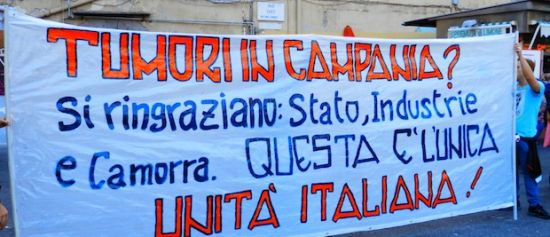 TUMORI IN CAMPANIA?
Si ringraziano: Stato, Industrie
e Camorra. QUESTA E' L'UNICA
UNITÀ ITALIANA!